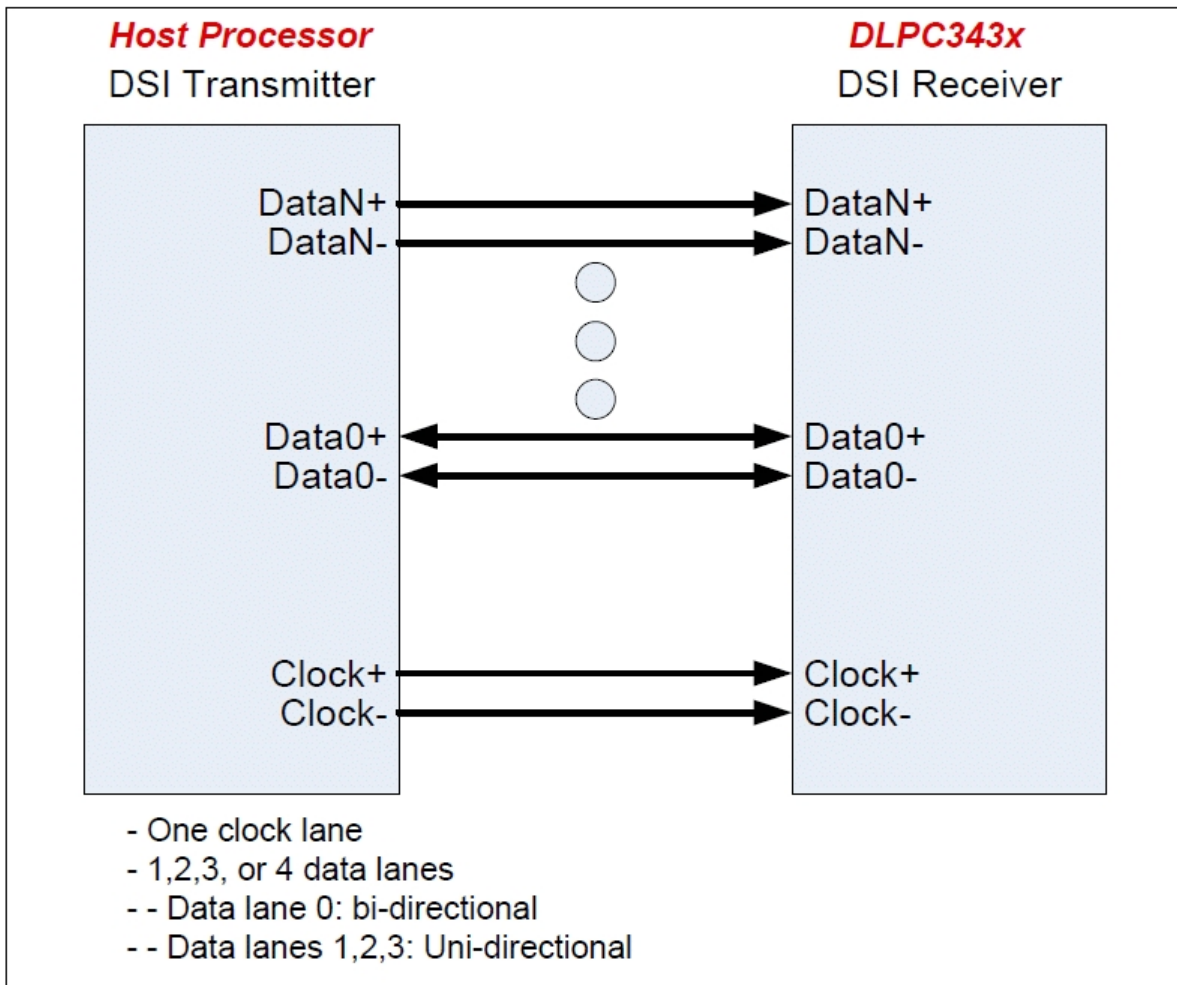 Host Processor
DSI Transmitter
DLPC343x
DSI Receiver
DataN+
DataN-
DataN+
DataN-
Data0+
Data0-
Data0+
Data0-
Clock+
Clock-
Clock+
Clock-
- One clock lane
- 1,2,3, or 4 data lanes
- - Data lane 0: bi-directional
- - Data lanes 1,2,3: Uni-directional